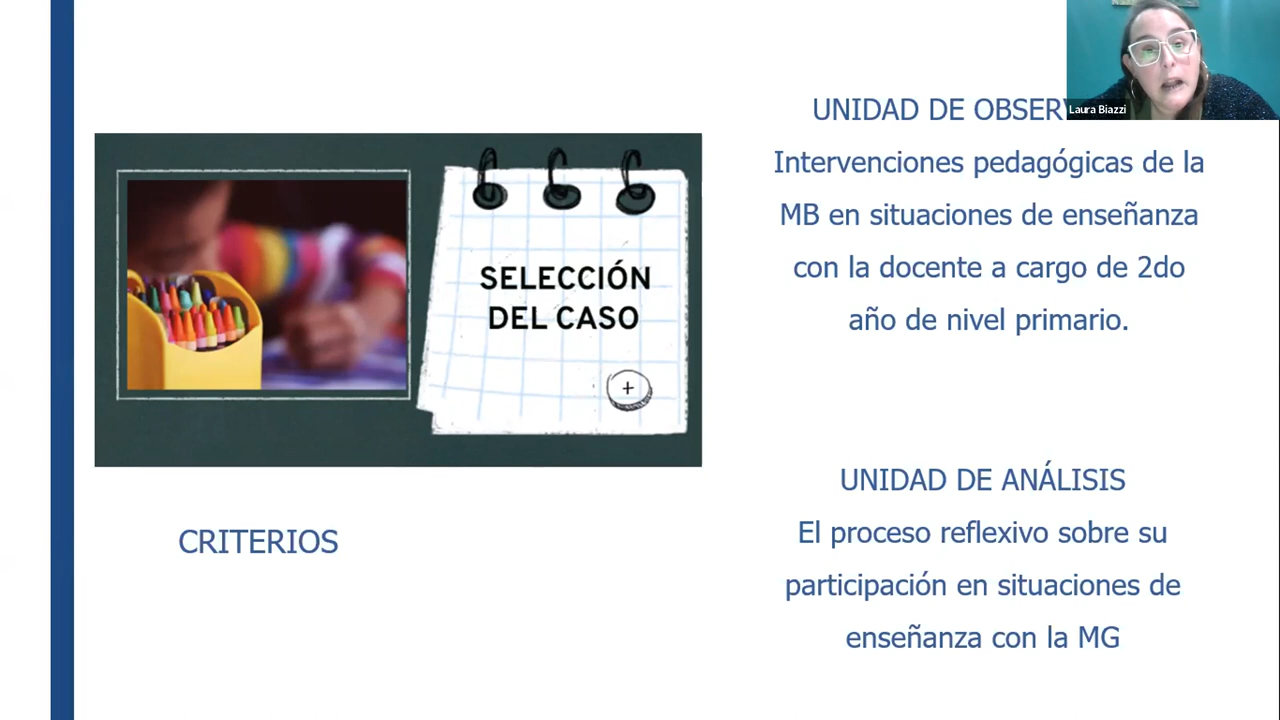 Laura Biazzi
UNIDAD DE
Intervenciones pedagógicas de la
MB en situaciones de enseñanza
con la docente a cargo de 2do
año de nivel primario.
SELECCIÓN
DEL CASO
+
UNIDAD DE ANÁLISIS
El proceso reflexivo sobre su
participación en situaciones de
enseñanza con la MG
CRITERIOS